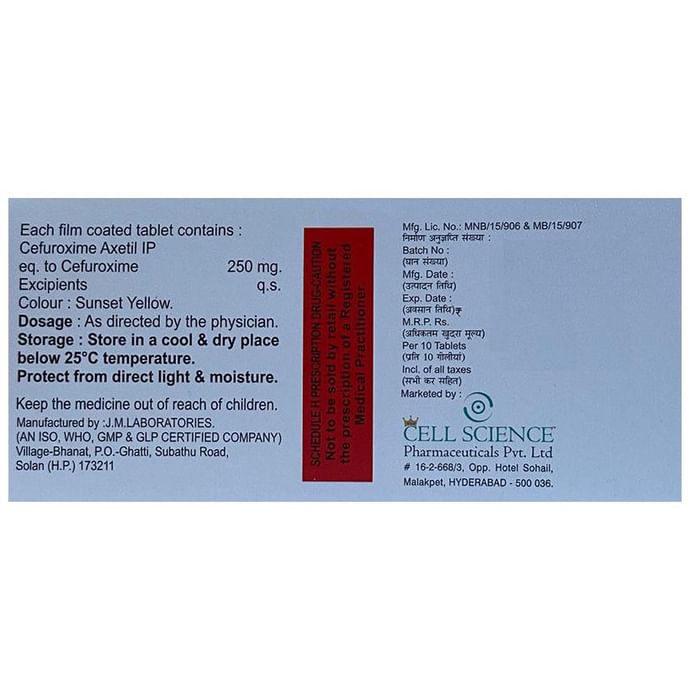 Each film coated tablet contains :
Cefuroxime Axetil IP
eq. to Cefuroxime 250 mg.
Excipients q.s.
Colour : Sunset Yellow.
Dosage : As directed by the physician.
Storage : Store in a cool & dry place
below 25°C temperature.
Protect from direct light & moisture.
Keep the medicine out of reach of children.
Manufactured by :J.M.LABORATORIES.
(AN ISO, WHO, GMP & GLP CERTIFIED COMPANY)
Village-Bhanat, P.O.-Ghatti, Subathu Road,
Solan (H.P.) 173211
SCHEDULE H PRESCRIPTION DRUG-CAUTION
Not to be sold by retail without
the prescription of a Registered
Medical Practitioner
Mfg. Lic. No.: MNB/15/906 & MB/15/907
निर्माण अनुज्ञप्ति संख्या :
Batch No :
(घान संख्या)
Mfg. Date :
(उत्पादन तिथि)
Exp. Date :
(अवसान तिथि)
M.R.P. Rs.
(अधिकतम खुदरा मूल्य)
Per 10 Tablets
(प्रति 10 गोलीयां)
Incl. of all taxes
(सभी कर सहित)
Marketed by :
CELL SCIENCE
Pharmaceuticals Pvt. Ltd
# 16-2-668/3, Opp. Hotel Sohail,
Malakpet, HYDERABAD - 500 036.